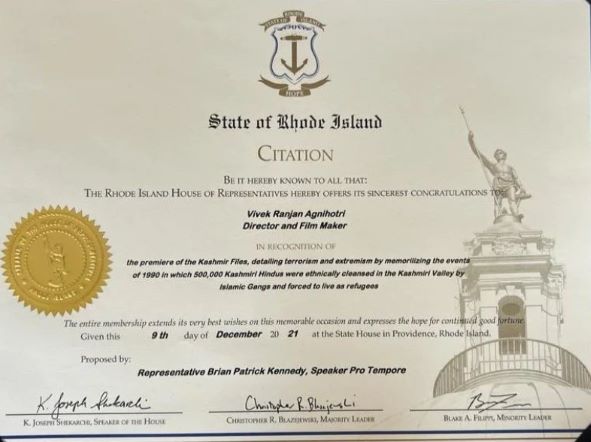 HOPE
State of Rhode Island
CITATION
BE IT HEREBY KNOWN TO ALL THAT:
THE RHODE ISLAND HOUSE OF REPRESENTATIVES HEREBY OFFERS ITS SINCEREST CONGRATULATIONS TO:
Vivek Ranjan Agnihotri
Director and Film Maker
IN RECOGNITION OF
the premiere of the Kashmir Files, detailing terrorism and extremism by memorilizing the events
of 1990 in which 500,000 Kashmiri Hindus were ethnically cleansed in the Kashmiri Valley by
Islamic Gangs and forced to live as refugees
The entire membership extends its very best wishes on this memorable occasion and expresses the hope for continued good fortune.
Given this 9th day of December 20 21 at the State House in Providence, Rhode Island.
Proposed by:
Representative Brian Patrick Kennedy, Speaker Pro Tempore
K. Joseph Shekarchi
K. JOSEPH SHEKARCHI, SPEAKER OF THE HOUSE
CHRISTOPHER R. BLAZEJEWSKI, MAJORITY LEADER
BLAKE A. FILIPPI, MINORITY LEADER